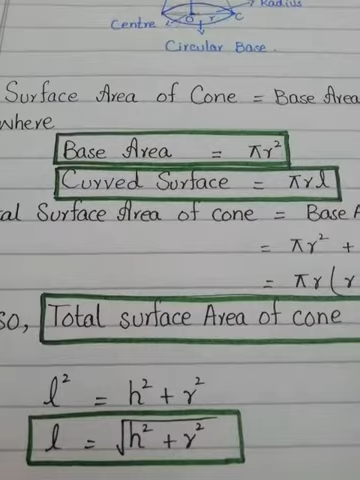 Radius
Centre O r C
Circular Base.
Surface Area of Cone = Base Area
where
Base Area = πr²
Curved Surface = πrl
al Surface Area of cone = Base A
= πr² +
= πr(r
so, Total surface Area of cone
l² = h² + r²
l = √h² + r²